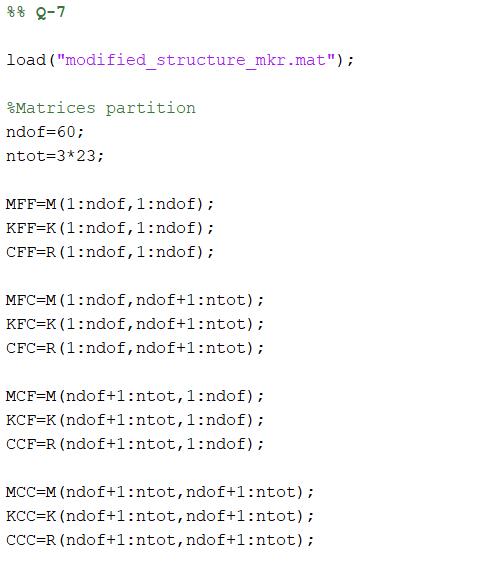 %% Q-7
load("modified_structure_mkr.mat");
%Matrices partition
ndof=60;
ntot=3*23;
MFF=M(1:ndof,1:ndof);
KFF=K(1:ndof,1:ndof);
CFF=R(1:ndof,1:ndof);
MFC=M(1:ndof,ndof+1:ntot);
KFC=K(1:ndof,ndof+1:ntot);
CFC=R(1:ndof,ndof+1:ntot);
MCF=M(ndof+1:ntot,1:ndof);
KCF=K(ndof+1:ntot,1:ndof);
CCF=R(ndof+1:ntot,1:ndof);
MCC=M(ndof+1:ntot,ndof+1:ntot);
KCC=K(ndof+1:ntot,ndof+1:ntot);
CCC=R(ndof+1:ntot,ndof+1:ntot);